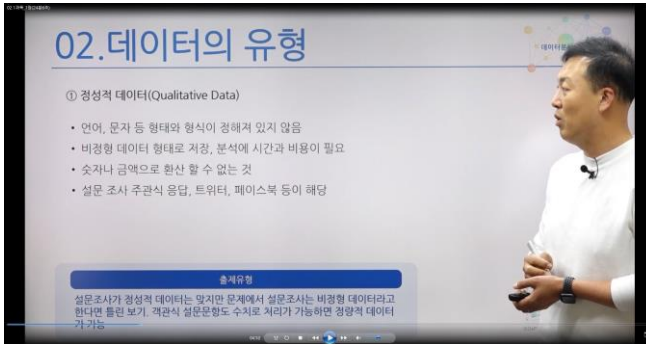 02.데이터의 유형
① 정성적 데이터(Qualitative Data)
• 언어, 문자 등 형태와 형식이 정해져 있지 않음
• 비정형 데이터 형태로 저장, 분석에 시간과 비용이 필요
• 숫자나 금액으로 환산 할 수 없는 것
• 설문 조사 주관식 응답, 트위터, 페이스북 등이 해당
출제유형
설문조사가 정성적 데이터는 맞지만 문제에서 설문조사는 비정형 데이터라고
한다면 틀린 보기. 객관식 설문문항도 수치로 처리가 가능하면 정량적 데이터
가 가능